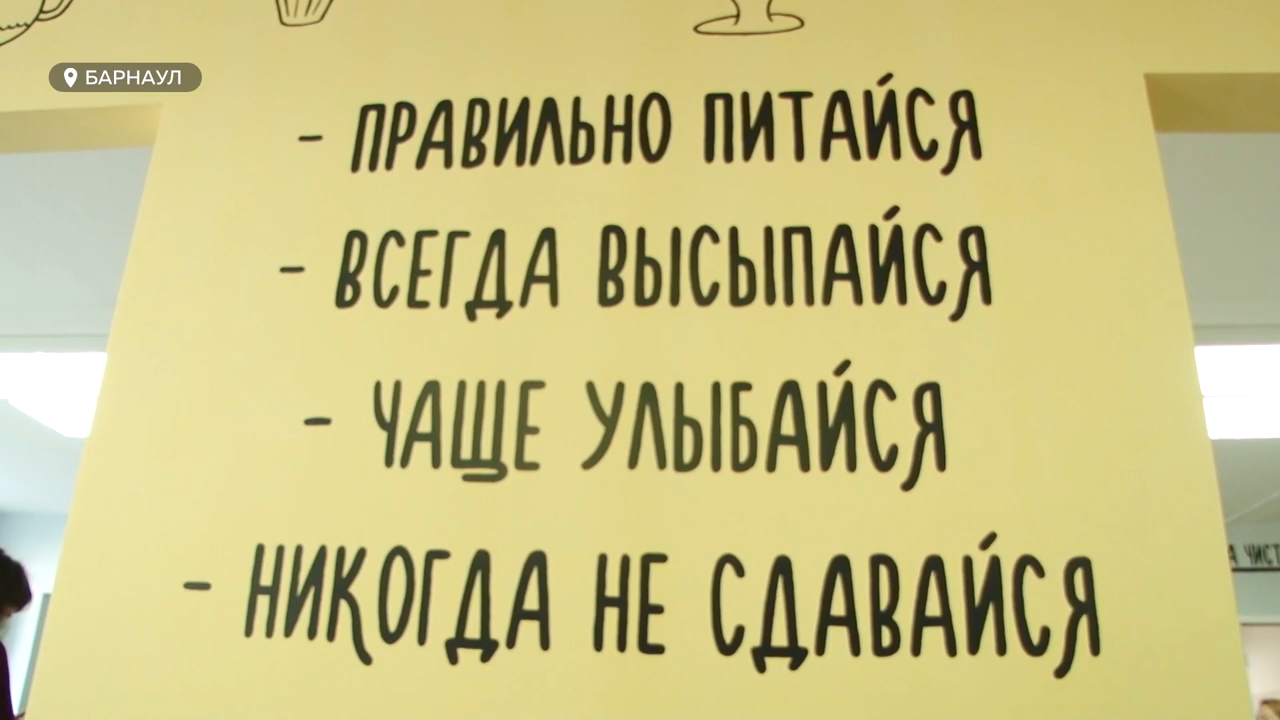 БАРНАУЛ
- ПРАВИЛЬНО ПИТАЙСЯ
- ВСЕГДА ВЫСЫПАЙСЯ
- ЧАЩЕ УЛЫБАЙСЯ
- НИКОГДА НЕ СДАВАЙСЯ